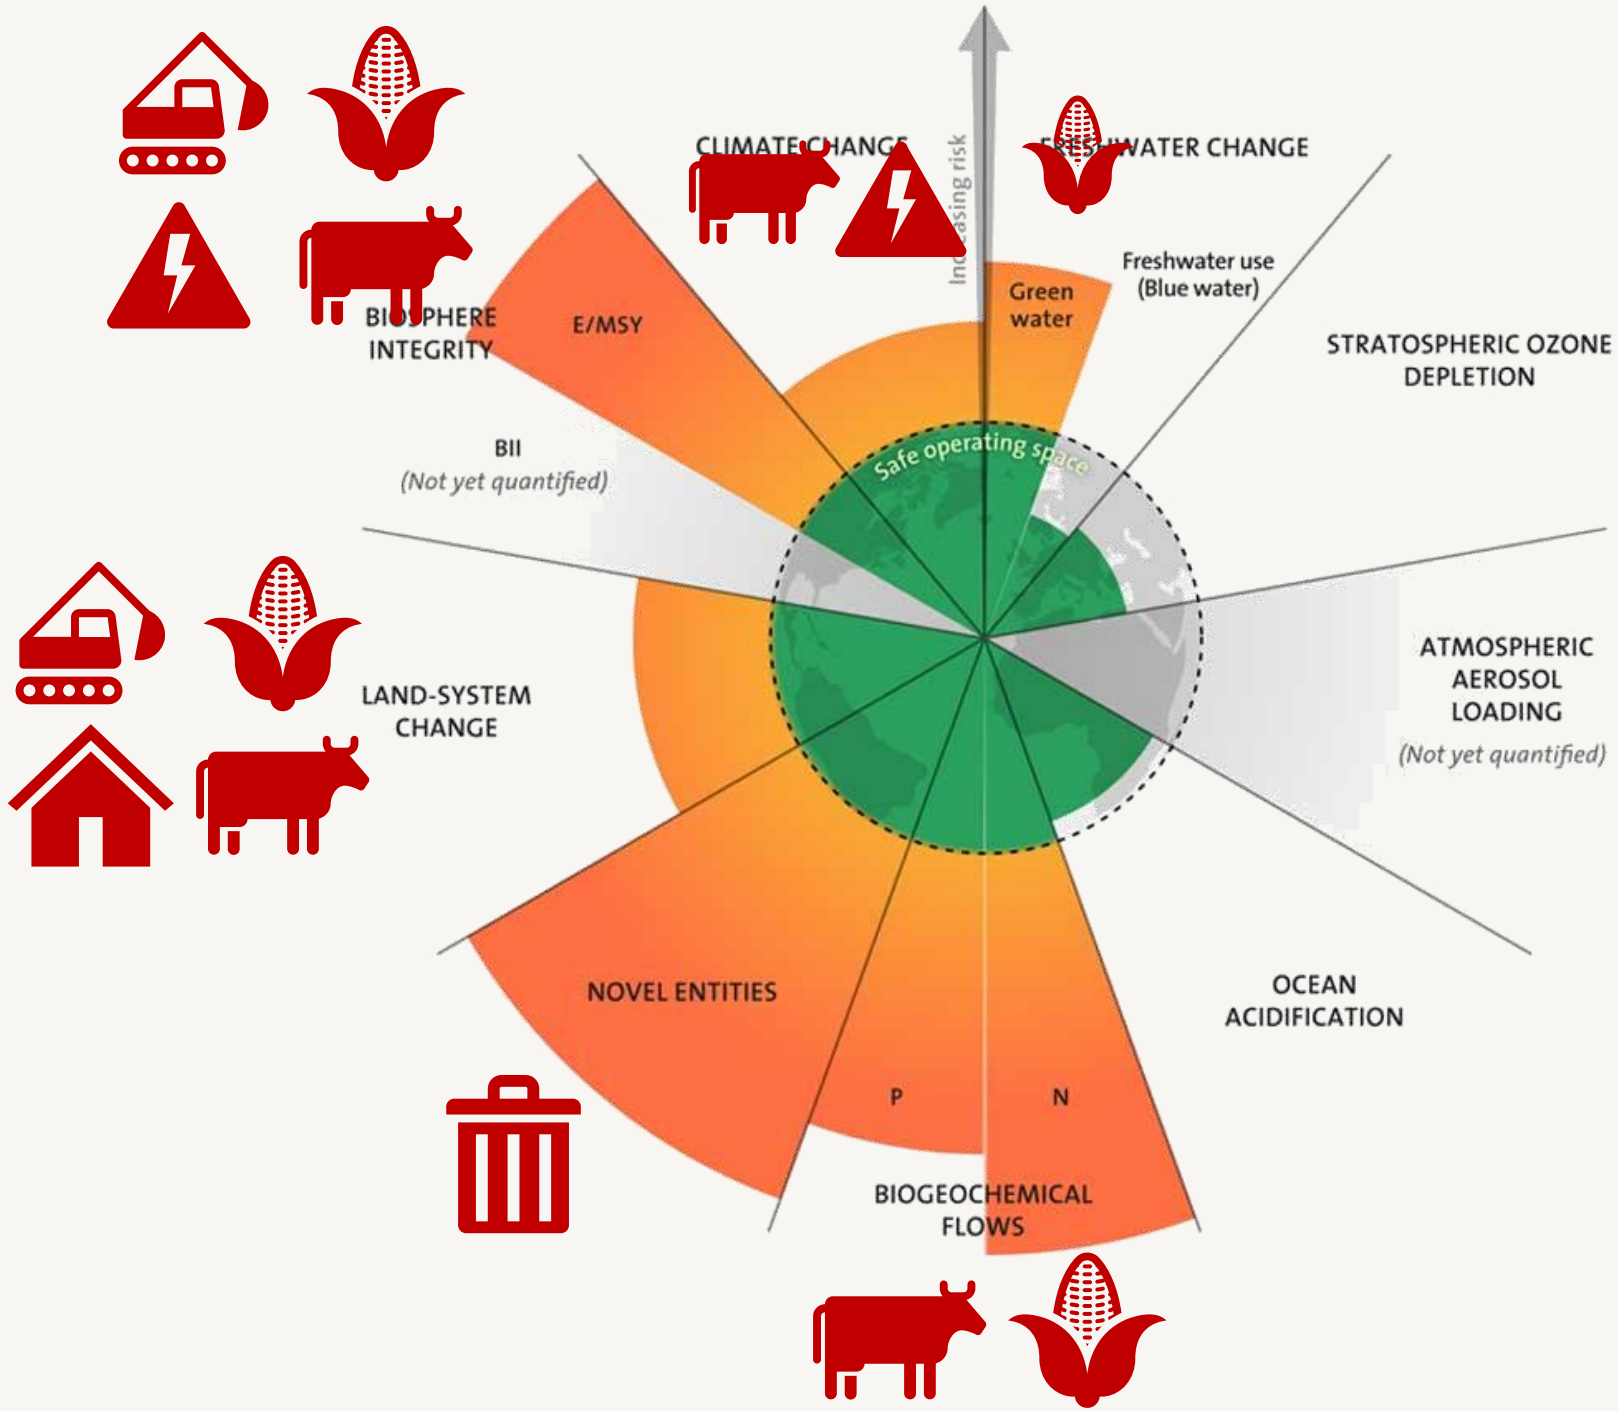 CLIMATE CHANGE
FRESHWATER CHANGE
Increasing risk
Freshwater use
(Blue water)
Green
water
STRATOSPHERIC OZONE
DEPLETION
BIOSPHERE
INTEGRITY
E/MSY
BII
(Not yet quantified)
Safe operating space
ATMOSPHERIC
AEROSOL
LOADING
(Not yet quantified)
LAND-SYSTEM
CHANGE
OCEAN
ACIDIFICATION
NOVEL ENTITIES
P
N
BIOGEOCHEMICAL
FLOWS